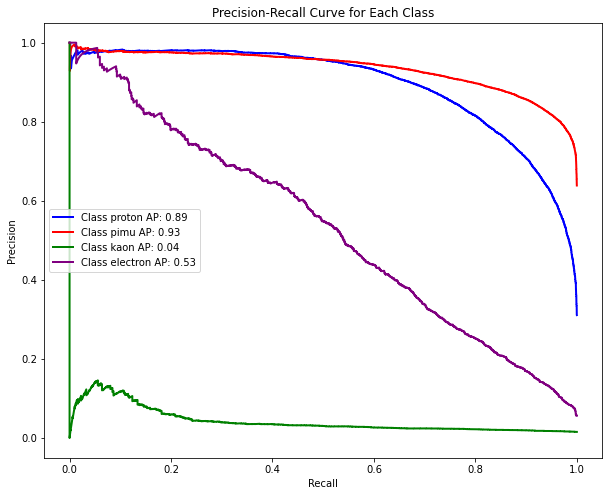 Precision-Recall Curve for Each Class
1.0
0.8
0.6
0.4
0.2
0.0
Precision
Class proton AP: 0.89
Class pimu AP: 0.93
Class kaon AP: 0.04
Class electron AP: 0.53
0.0 0.2 0.4 0.6 0.8 1.0
Recall